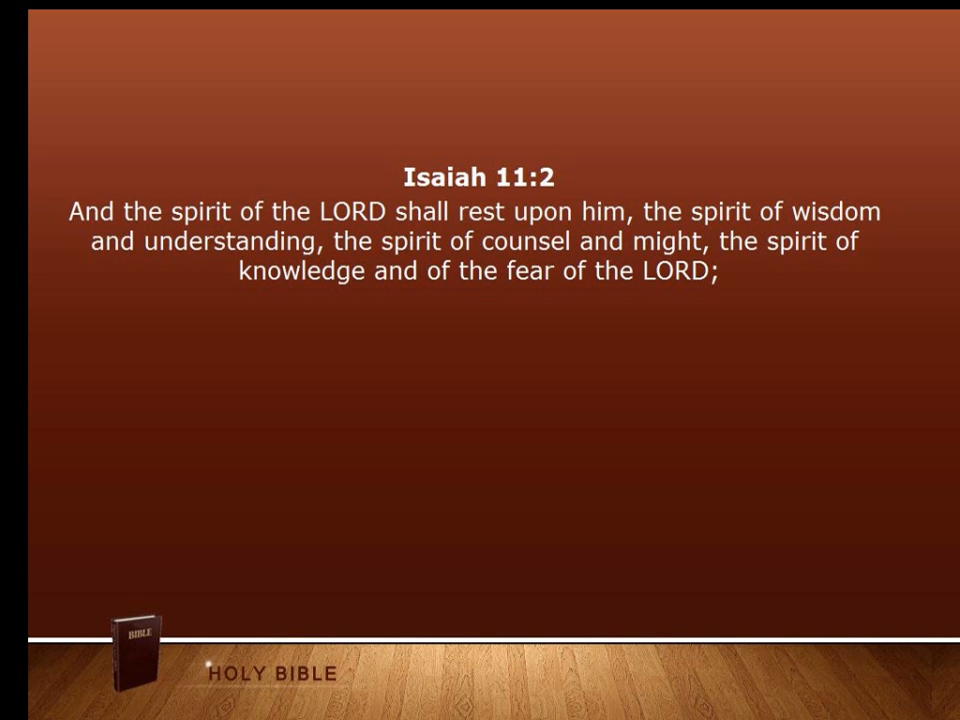 Isaiah 11:2
And the spirit of the LORD shall rest upon him, the spirit of wisdom
and understanding, the spirit of counsel and might, the spirit of
knowledge and of the fear of the LORD;
BIBLE
HOLY BIBLE